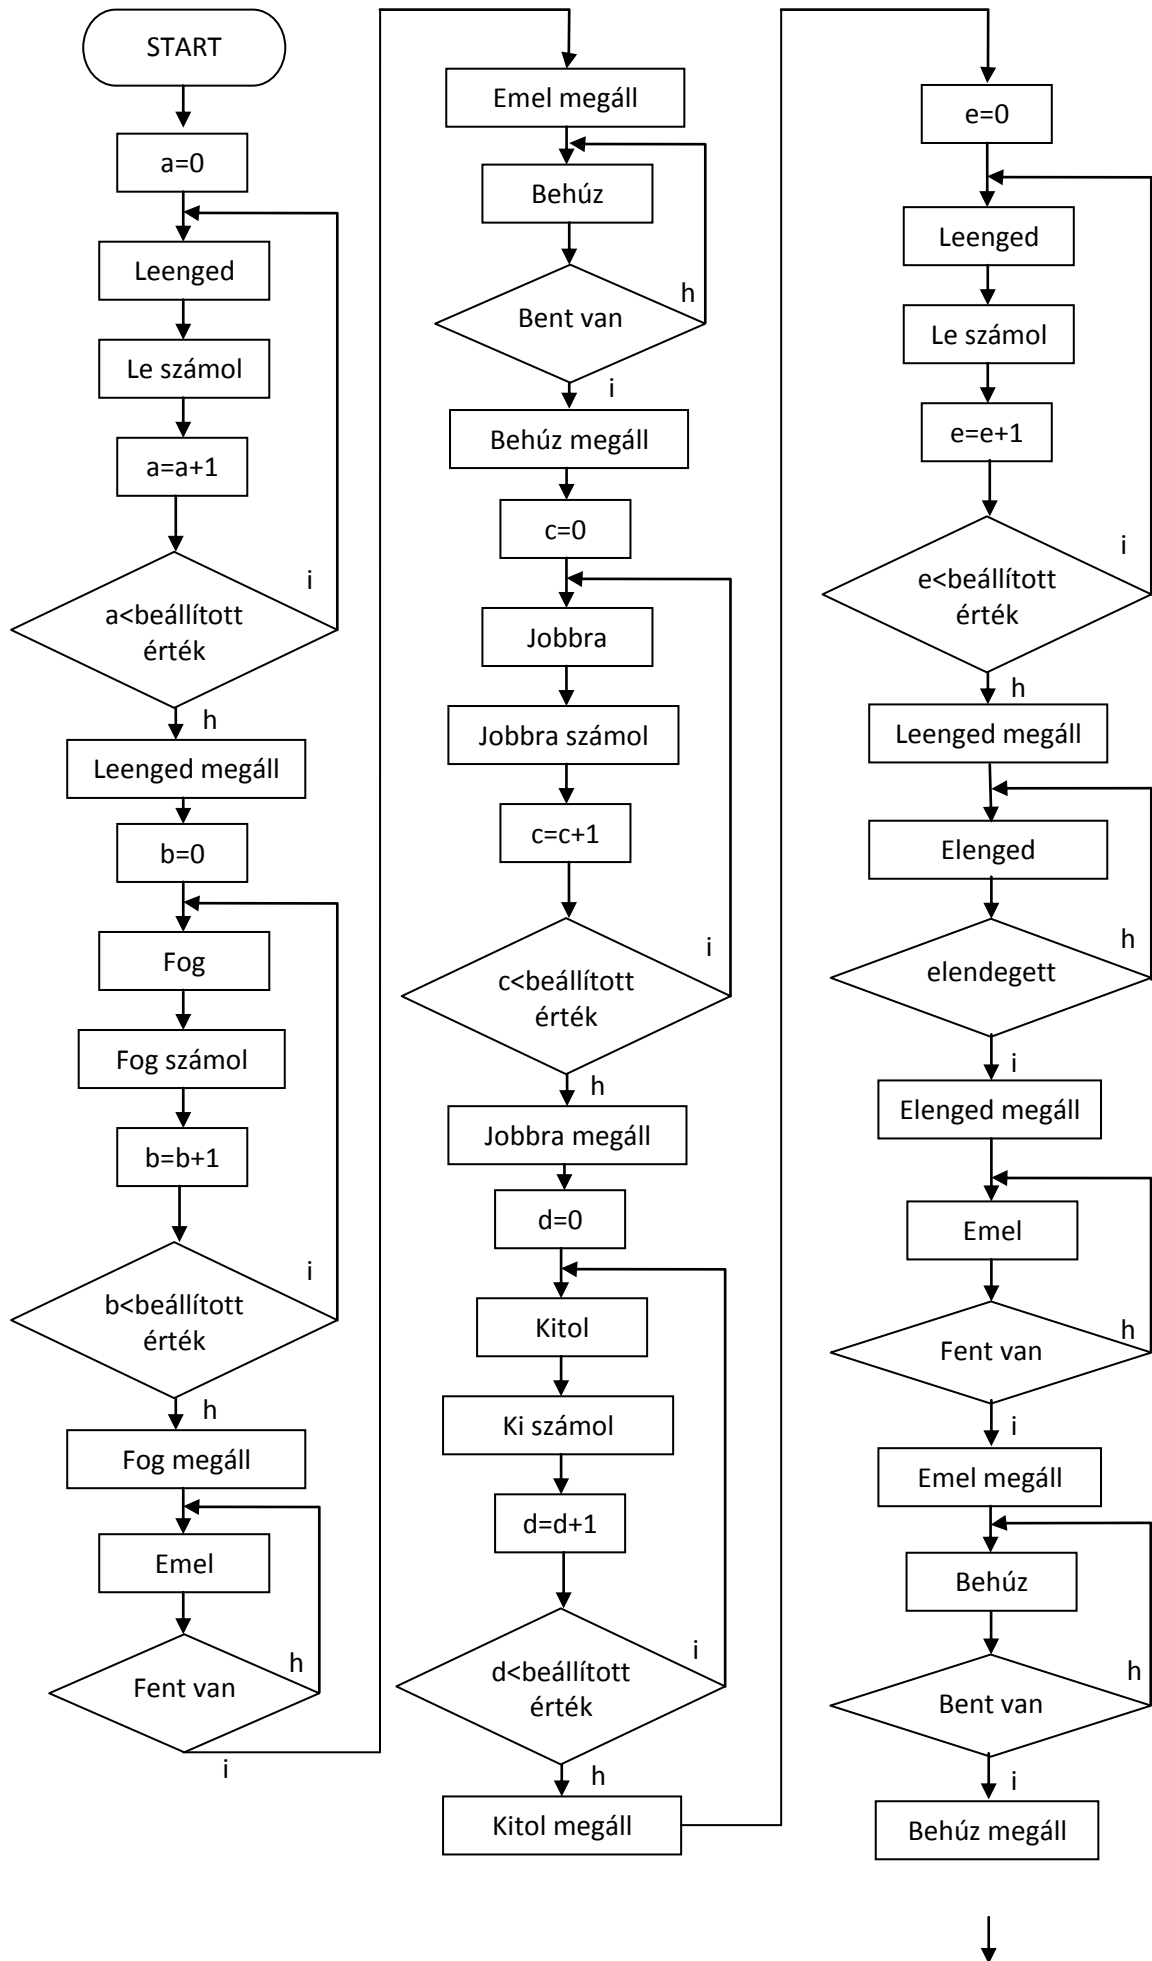 START
a=0
Leenged
Le számol
a=a+1
i
a<beállított
érték
h
Leenged megáll
b=0
Fog
Fog számol
b=b+1
i
b<beállított
érték
h
Fog megáll
Emel
h
Fent van
i
Emel megáll
Behúz
h
Bent van
i
Behúz megáll
c=0
Jobbra
Jobbra számol
c=c+1
i
c<beállított
érték
h
Jobbra megáll
d=0
Kitol
Ki számol
d=d+1
i
d<beállított
érték
h
Kitol megáll
e=0
Leenged
Le számol
e=e+1
i
e<beállított
érték
h
Leenged megáll
Elenged
h
elendegett
i
Elenged megáll
Emel
h
Fent van
i
Emel megáll
Behúz
h
Bent van
i
Behúz megáll